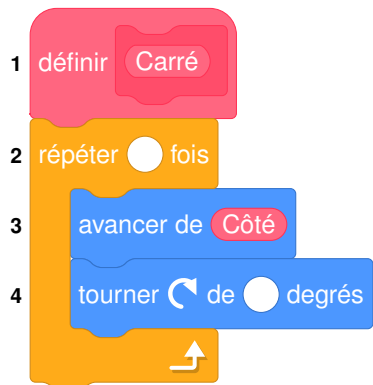 1 définir Carré
2 répéter fois
3 avancer de Côté
4 tourner de degrés